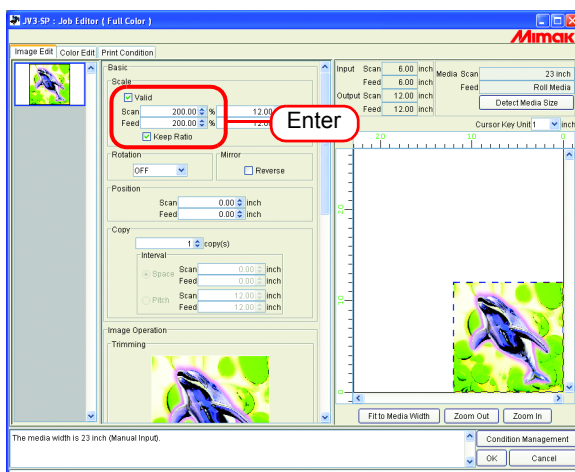 JV3-SP : Job Editor ( Full Color )
Mimaki
Image Edit Color Edit Print Condition
Basic
Scale
Valid
Scan 200.00 % 12.00
Feed 200.00 % 12.00
Keep Ratio
Enter
Rotation
OFF
Mirror
Reverse
Position
Scan 0.00 inch
Feed 0.00 inch
Copy
1 copy(s)
Interval
Space Scan 0.00 inch
Feed 0.00 inch
Pitch Scan 12.00 inch
Feed 12.00 inch
Image Operation
Trimming
Input Scan 6.00 inch
Feed 6.00 inch
Output Scan 12.00 inch
Feed 12.00 inch
Media Scan 23 inch
Feed Roll Media
Detect Media Size
Cursor Key Unit 1 inch
20 10 0
20
10
0
Fit to Media Width Zoom Out Zoom In
The media width is 23 inch (Manual Input).
Condition Management
OK Cancel